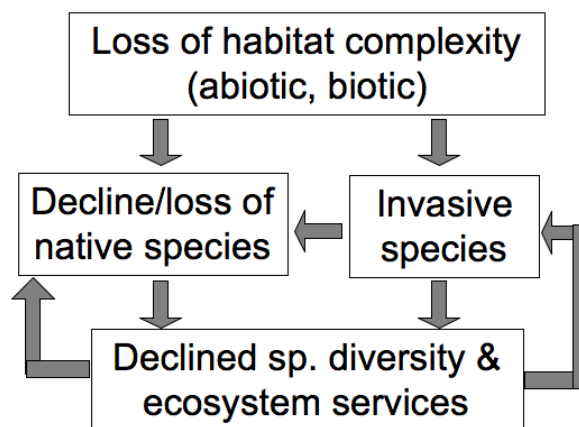 Loss of habitat complexity
(abiotic, biotic)
Decline/loss of
native species
Invasive
species
Declined sp. diversity &
ecosystem services